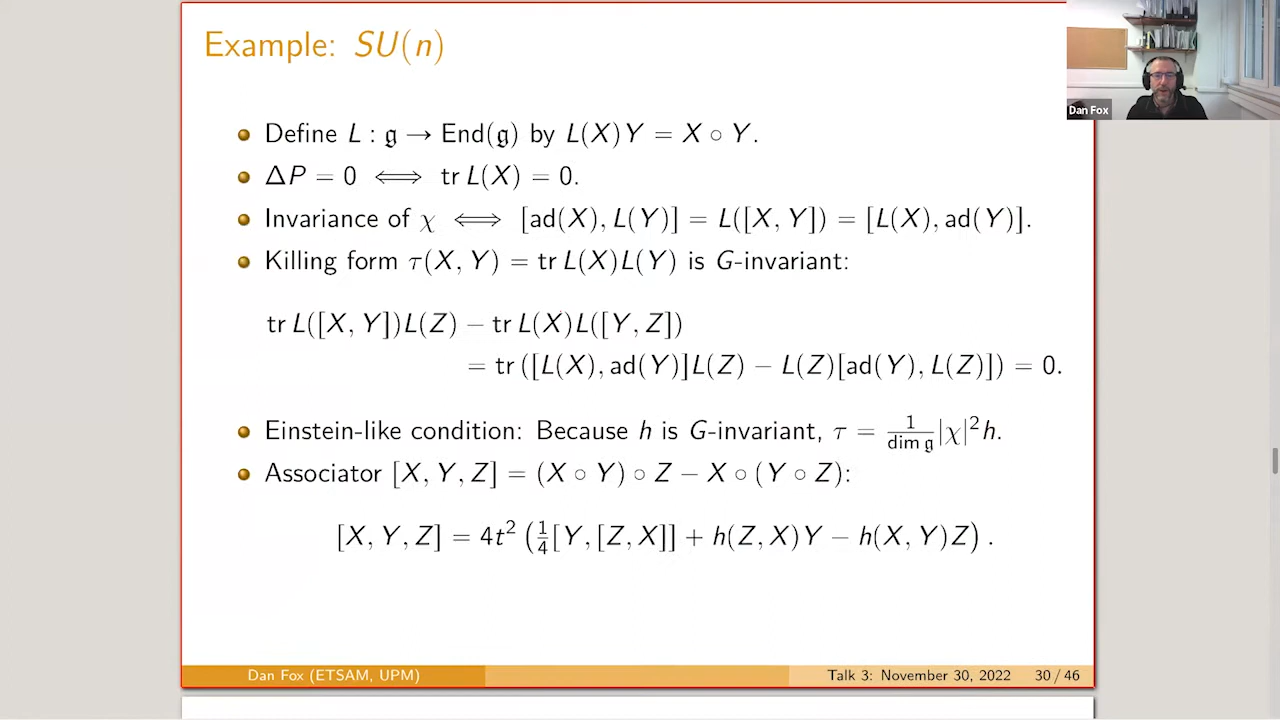 Example: SU(n)
Dan Fox
Define L : 𝔤 → End(𝔤) by L(X)Y = X ∘ Y.
ΔP = 0 ⟺ tr L(X) = 0.
Invariance of χ ⟺ [ad(X), L(Y)] = L([X, Y]) = [L(X), ad(Y)].
Killing form τ(X, Y) = tr L(X)L(Y) is G-invariant:
tr L([X, Y])L(Z) − tr L(X)L([Y, Z])
= tr ([L(X), ad(Y)]L(Z) − L(Z)[ad(Y), L(Z)]) = 0.
Einstein-like condition: Because h is G-invariant, τ = 1/dim 𝔤 |χ|²h.
Associator [X, Y, Z] = (X ∘ Y) ∘ Z − X ∘ (Y ∘ Z):
[X, Y, Z] = 4t² (¼[Y, [Z, X]] + h(Z, X)Y − h(X, Y)Z) .
Dan Fox (ETSAM, UPM) Talk 3: November 30, 2022 30 / 46